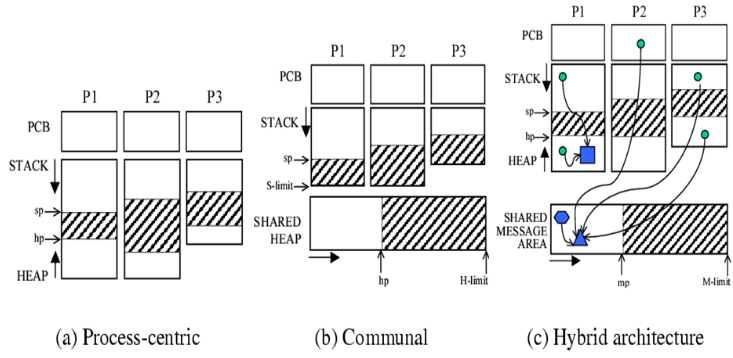 P1 P2 P3
PCB
STACK
sp
hp
HEAP
(a) Process-centric
P1 P2 P3
PCB
STACK
sp
S-limit
SHARED
HEAP
hp H-limit
(b) Communal
P1 P2 P3
PCB
STACK
sp
hp
HEAP
SHARED
MESSAGE
AREA
mp M-limit
(c) Hybrid architecture